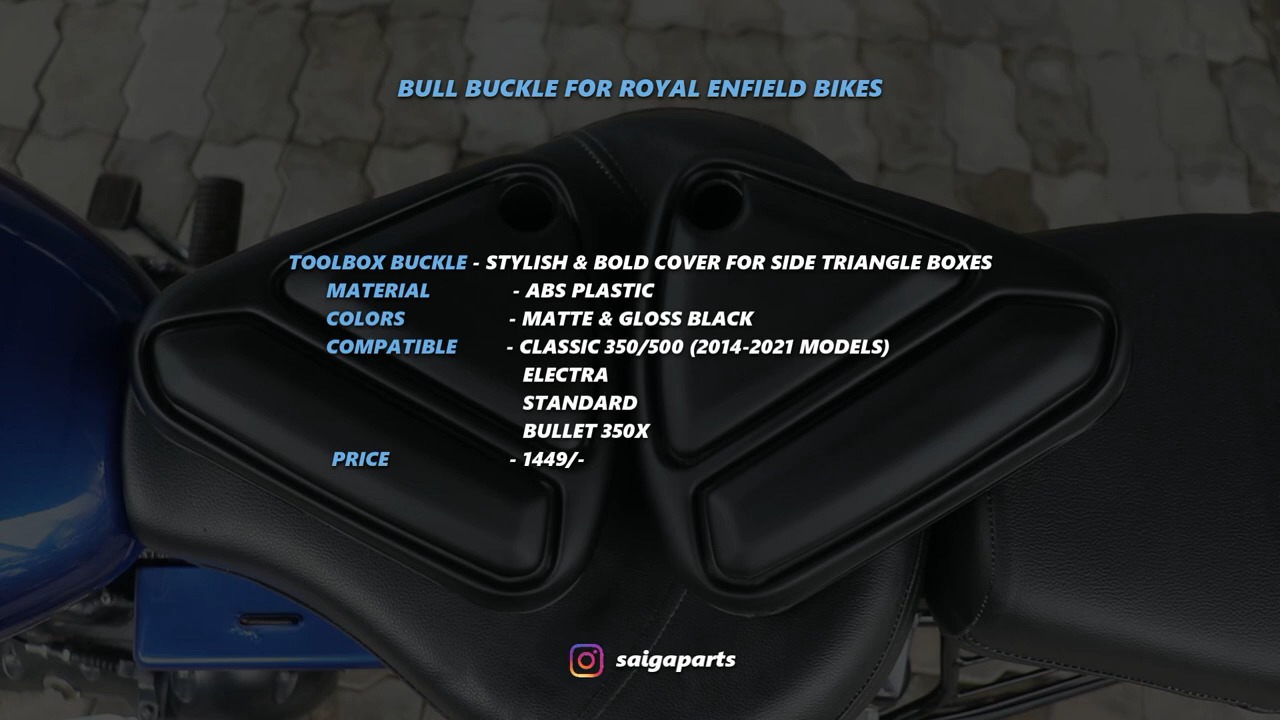 BULL BUCKLE FOR ROYAL ENFIELD BIKES
TOOLBOX BUCKLE - STYLISH & BOLD COVER FOR SIDE TRIANGLE BOXES
MATERIAL - ABS PLASTIC
COLORS - MATTE & GLOSS BLACK
COMPATIBLE - CLASSIC 350/500 (2014-2021 MODELS)
ELECTRA
STANDARD
BULLET 350X
PRICE - 1449/-
saigaparts